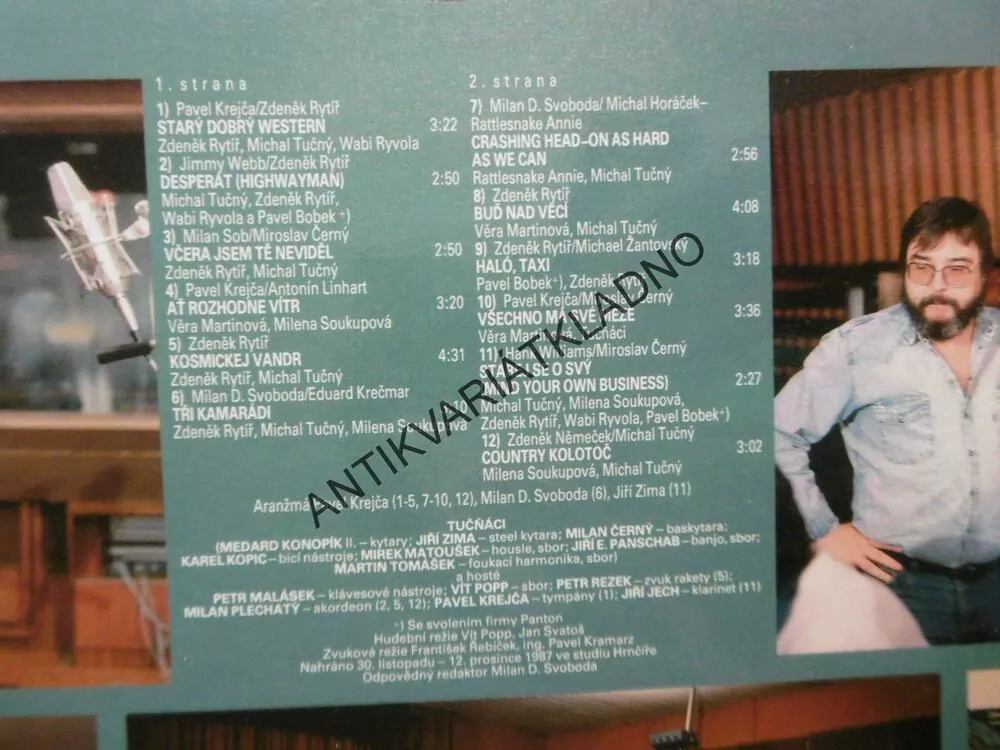 1. strana
1) Pavel Krejča/Zdeněk Rytíř
STARÝ DOBRÝ WESTERN 3:22
Zdeněk Rytíř, Michal Tučný, Wabi Ryvola
2) Jimmy Webb/Zdeněk Rytíř
DESPERÁT (HIGHWAYMAN) 2:50
Michal Tučný, Zdeněk Rytíř,
Wabi Ryvola a Pavel Bobek +)
3) Milan Sob/Miroslav Černý
VČERA JSEM TĚ NEVIDĚL 2:50
Zdeněk Rytíř, Michal Tučný
4) Pavel Krejča/Antonín Linhart
AŤ ROZHODNE VÍTR 3:20
Věra Martinová, Milena Soukupová
5) Zdeněk Rytíř
KOSMICKEJ VANDR 4:31
Zdeněk Rytíř, Michal Tučný
6) Milan D. Svoboda/Eduard Krečmar
TŘI KAMARÁDI
Zdeněk Rytíř, Michal Tučný, Milena Soukupová
2. strana
7) Milan D. Svoboda/ Michal Horáček–
Rattlesnake Annie
CRASHING HEAD–ON AS HARD
AS WE CAN 2:56
Rattlesnake Annie, Michal Tučný
8) Zdeněk Rytíř
BUĎ NAD VĚCÍ 4:08
Věra Martinová, Michal Tučný
9) Zdeněk Rytíř/Michael Žantovský
HALÓ, TAXI 3:18
Pavel Bobek+), Zdeněk Rytíř
10) Pavel Krejča/Miroslav Černý
VŠECHNO MÁ SVÉ MEZE 3:36
Věra Martinová, Tučňáci
11) Hank Williams/Miroslav Černý
STAREJ SE O SVÝ
(MIND YOUR OWN BUSINESS) 2:27
Michal Tučný, Milena Soukupová,
Zdeněk Rytíř, Wabi Ryvola, Pavel Bobek+)
12) Zdeněk Němeček/Michal Tučný
COUNTRY KOLOTOČ 3:02
Milena Soukupová, Michal Tučný
Aranžmá Pavel Krejča (1-5, 7-10, 12), Milan D. Svoboda (6), Jiří Zima (11)
TUČŇÁCI
(MEDARD KONOPÍK II. – kytary; JIŘÍ ZIMA – steel kytara; MILAN ČERNÝ – baskytara;
KAREL KOPIC – bicí nástroje; MIREK MATOUŠEK – housle, sbor; JIŘÍ E. PANSCHAB – banjo, sbor;
MARTIN TOMÁŠEK – foukací harmonika, sbor)
a hosté
PETR MALÁSEK – klávesové nástroje; VÍT POPP – sbor; PETR REZEK – zvuk rakety (5);
MILAN PLECHATÝ – akordeon (2, 5, 12); PAVEL KREJČA – tympány (1); JIŘÍ JECH – klarinet (11)
+) Se svolením firmy Panton
Hudební režie Vít Popp, Jan Svatoš
Zvuková režie František Řebíček, ing. Pavel Kramarz
Nahráno 30. listopadu – 12. prosince 1987 ve studiu Hrnčíře
Odpovědný redaktor Milan D. Svoboda
ANTIKVARIÁTKLADNO